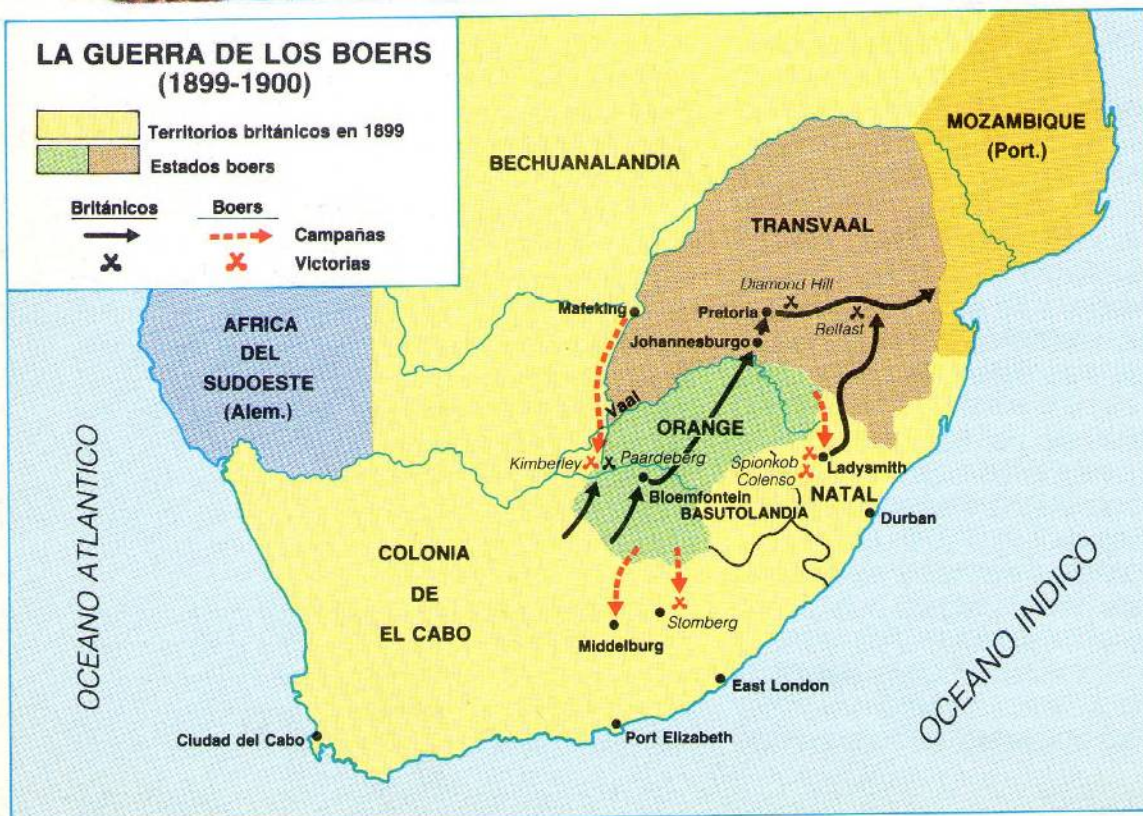 LA GUERRA DE LOS BOERS
(1899-1900)
Territorios británicos en 1899
Estados boers
Británicos
Boers
Campañas
Victorias
BECHUANALANDIA
MOZAMBIQUE
(Port.)
TRANSVAAL
Diamond Hill
Mafeking
Pretoria
Belfast
Johannesburgo
AFRICA
DEL
SUDOESTE
(Alem.)
Vaal
ORANGE
Kimberley
Paardeberg
Spionkob
Colenso
Ladysmith
Bloemfontein
NATAL
BASUTOLANDIA
Durban
COLONIA
DE
EL CABO
Stomberg
Middelburg
East London
Port Elizabeth
Ciudad del Cabo
OCEANO ATLANTICO
OCEANO INDICO